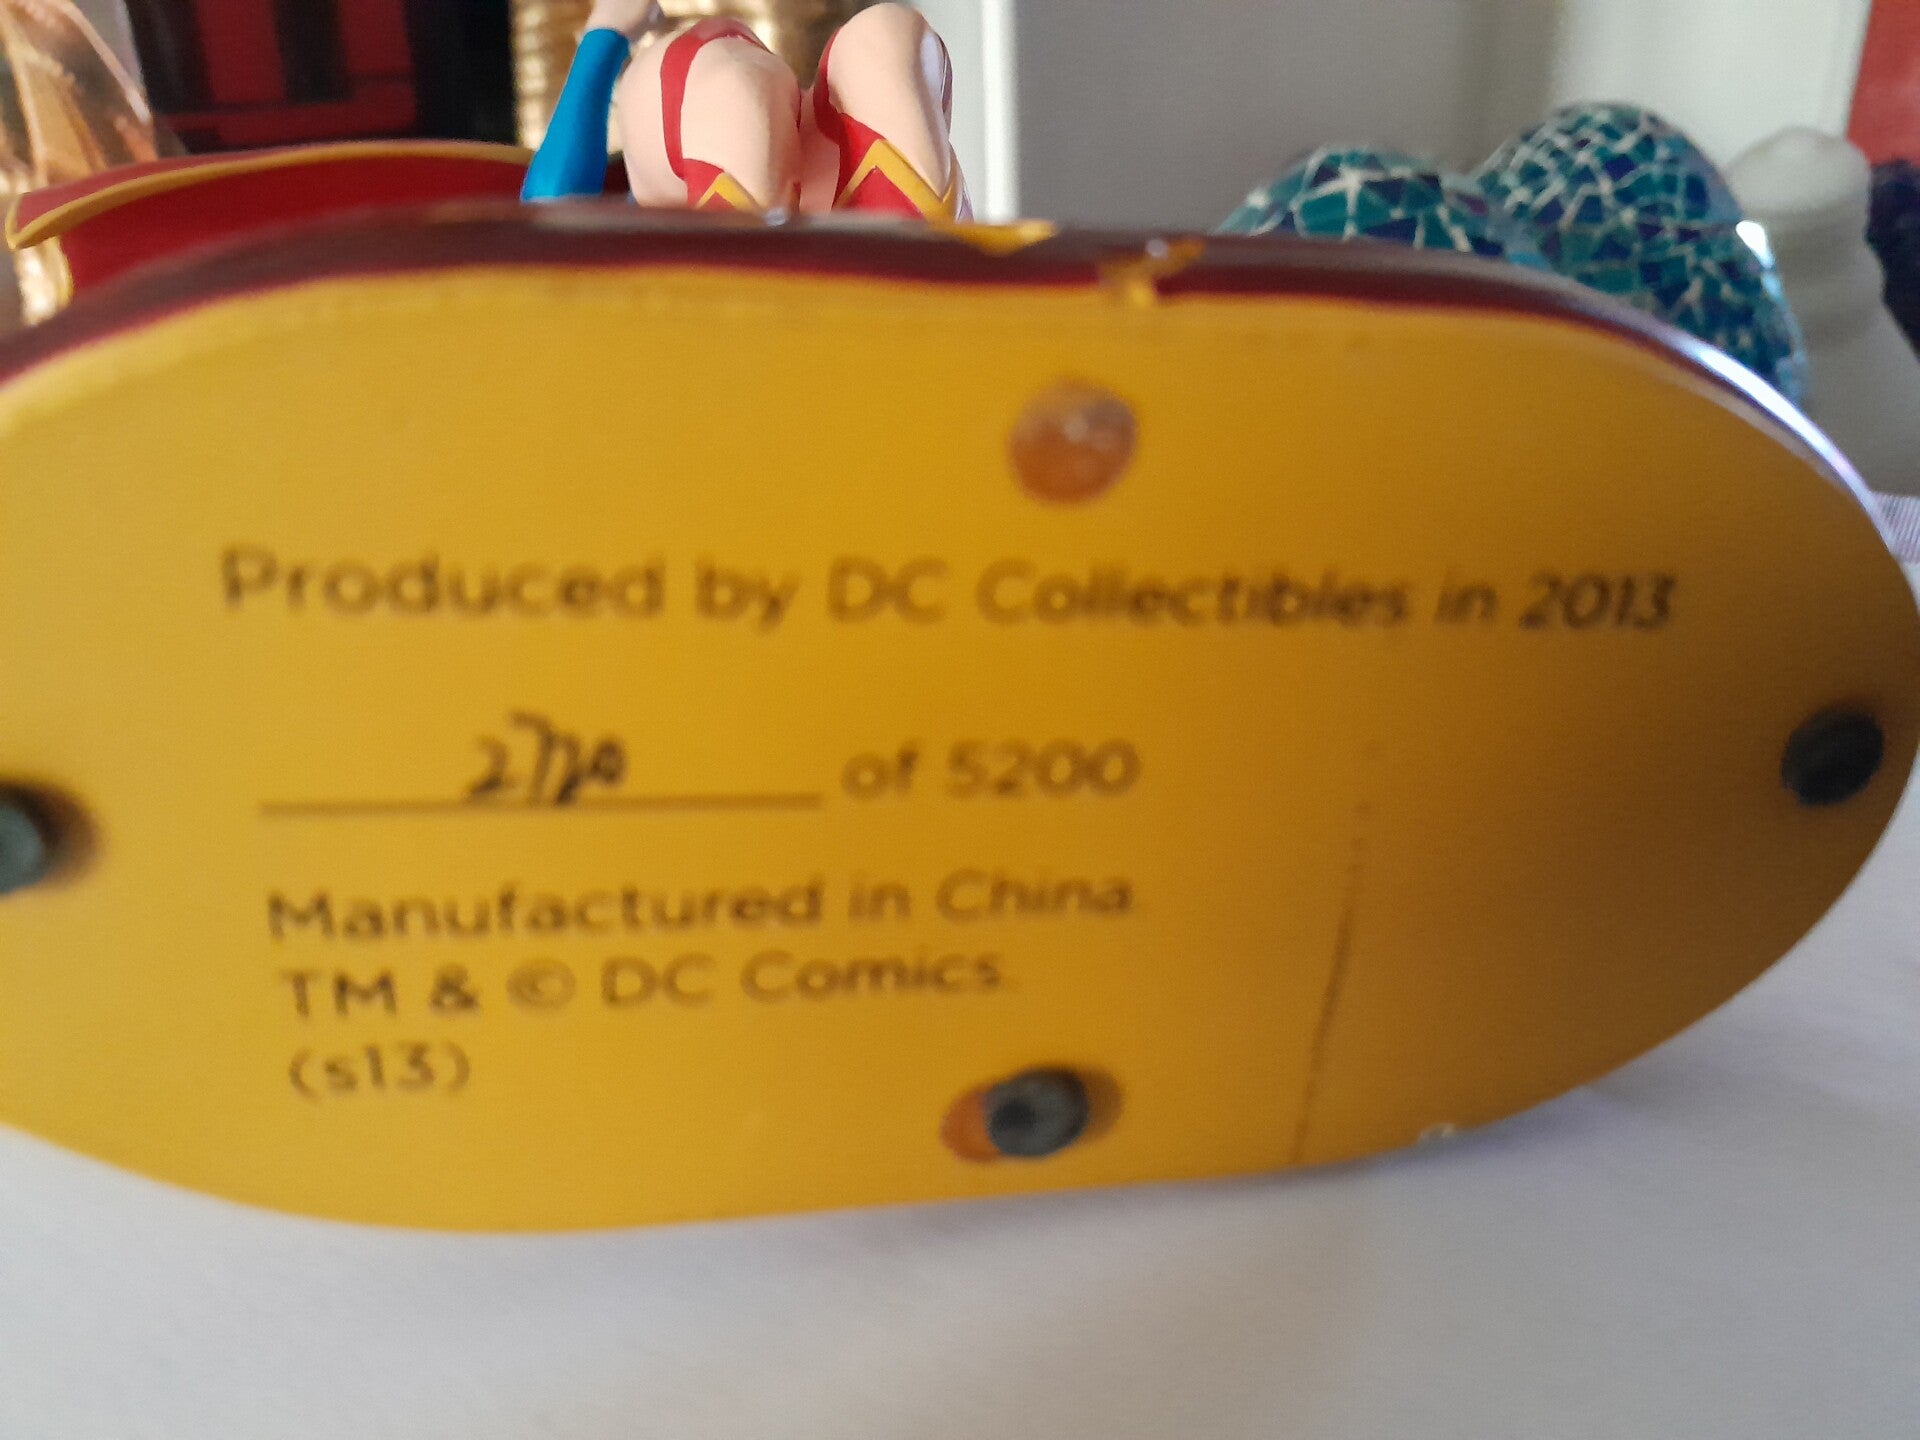 Produced by DC Collectibles in 2013
of 5200
Manufactured in China
TM & © DC Comics.
(s13)